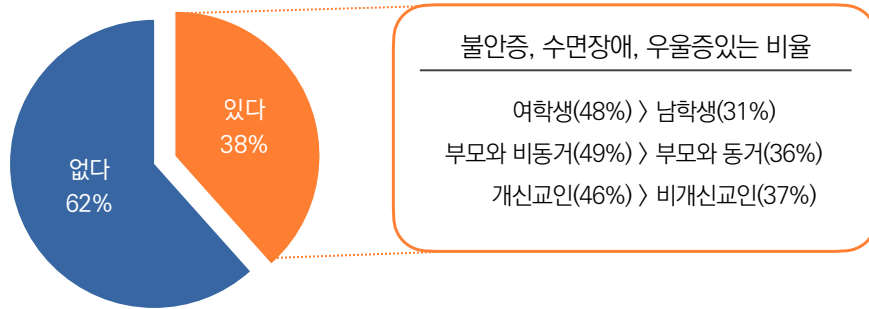 있다
38%
없다
62%
불안증, 수면장애, 우울증있는 비율
여학생(48%) > 남학생(31%)
부모와 비동거(49%) > 부모와 동거(36%)
개신교인(46%) > 비개신교인(37%)